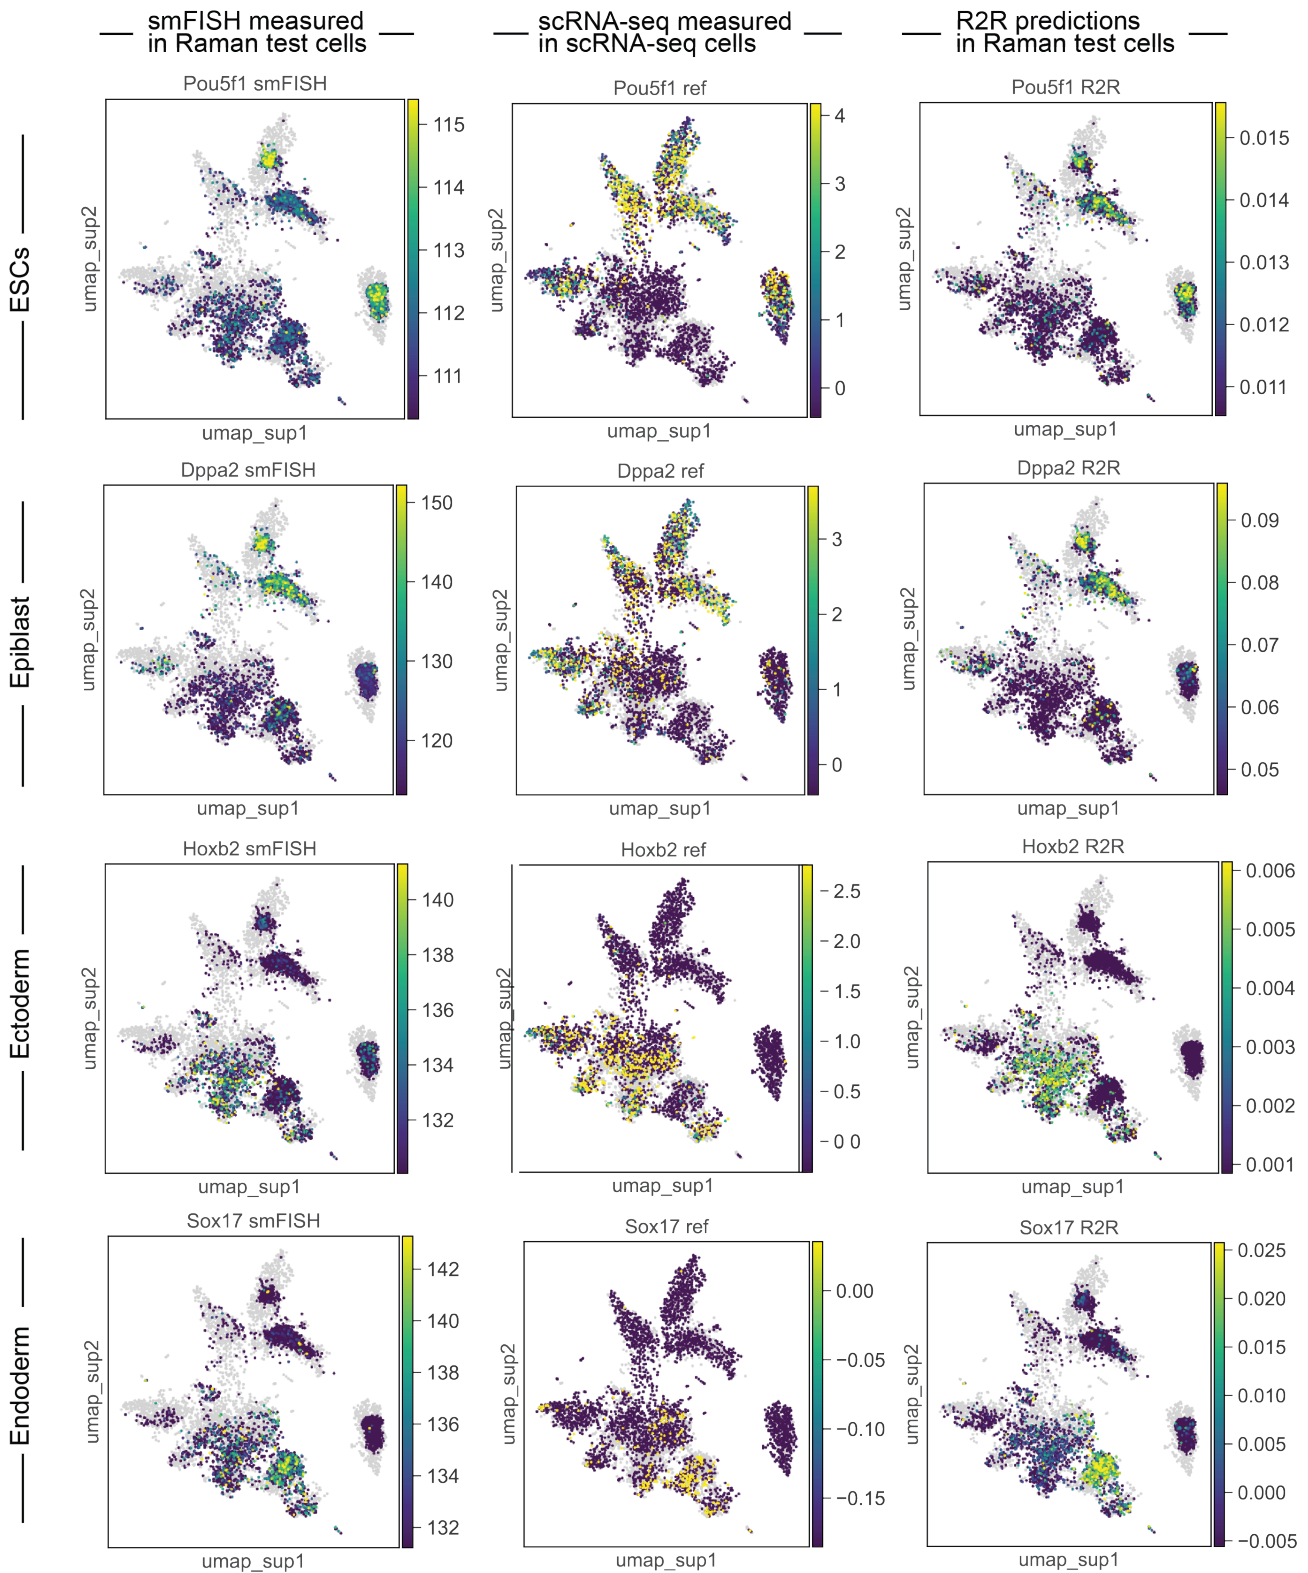 smFISH measured
in Raman test cells
scRNA-seq measured
in scRNA-seq cells
R2R predictions
in Raman test cells
ESCs
Pou5f1 smFISH
umap_sup2
umap_sup1
115
114
113
112
111
Pou5f1 ref
umap_sup2
umap_sup1
4
3
2
1
0
Pou5f1 R2R
umap_sup2
umap_sup1
0.015
0.014
0.013
0.012
0.011
Epiblast
Dppa2 smFISH
umap_sup2
umap_sup1
150
140
130
120
Dppa2 ref
umap_sup2
umap_sup1
3
2
1
0
Dppa2 R2R
umap_sup2
umap_sup1
0.09
0.08
0.07
0.06
0.05
Ectoderm
Hoxb2 smFISH
umap_sup2
umap_sup1
140
138
136
134
132
Hoxb2 ref
umap_sup2
umap_sup1
2.5
2.0
1.5
1.0
0.5
0 0
Hoxb2 R2R
umap_sup2
umap_sup1
0.006
0.005
0.004
0.003
0.002
0.001
Endoderm
Sox17 smFISH
umap_sup2
umap_sup1
142
140
138
136
134
132
Sox17 ref
umap_sup2
umap_sup1
0.00
−0.05
−0.10
−0.15
Sox17 R2R
umap_sup2
umap_sup1
0.025
0.020
0.015
0.010
0.005
0.000
−0.005